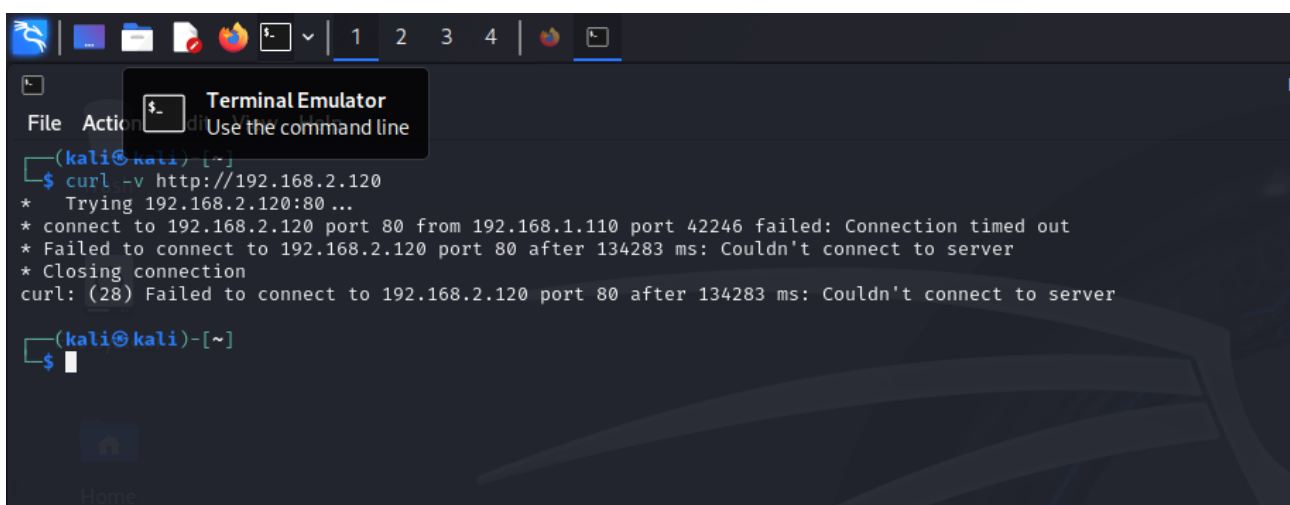 1 2 3 4
Terminal Emulator
Use the command line
File Action Edit View Help
(kali㉿kali)-[~]
$ curl -v http://192.168.2.120
* Trying 192.168.2.120:80 ...
* connect to 192.168.2.120 port 80 from 192.168.1.110 port 42246 failed: Connection timed out
* Failed to connect to 192.168.2.120 port 80 after 134283 ms: Couldn't connect to server
* Closing connection
curl: (28) Failed to connect to 192.168.2.120 port 80 after 134283 ms: Couldn't connect to server
(kali㉿kali)-[~]
$
Home